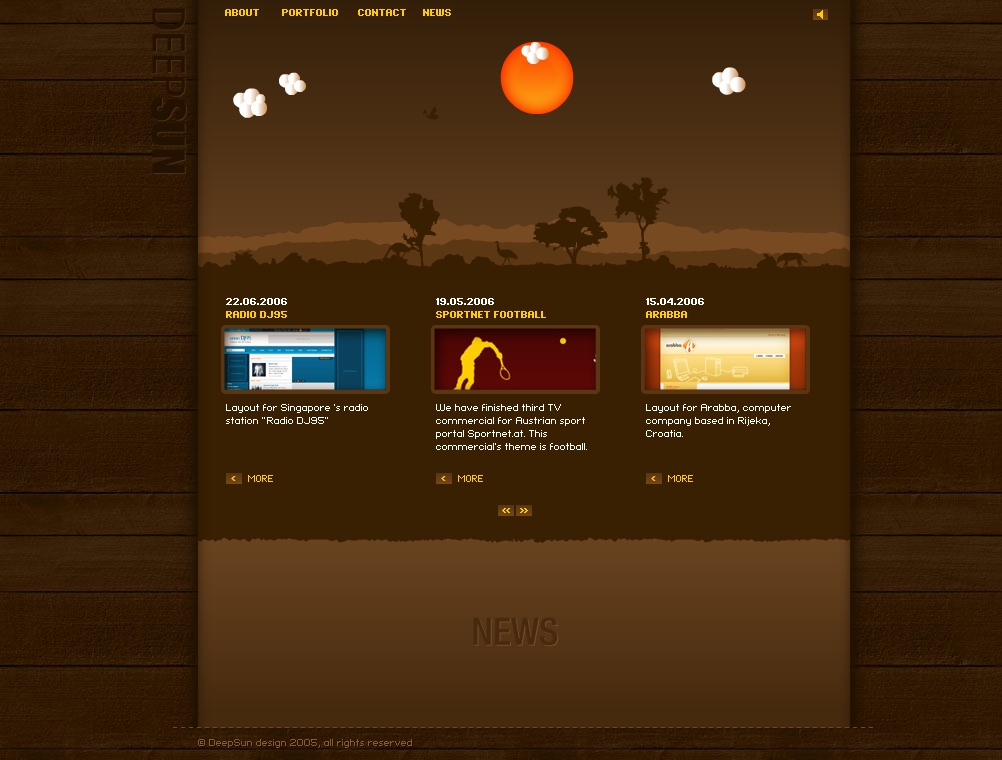 DEEPSUN
ABOUT PORTFOLIO CONTACT NEWS
22.06.2006
RADIO DJ95
Layout for Singapore 's radio
station "Radio DJ95"
MORE
19.05.2006
SPORTNET FOOTBALL
We have finished third TV
commercial for Austrian sport
portal Sportnet.at. This
commercial's theme is football.
MORE
15.04.2006
ARABBA
arabba
Layout for Arabba, computer
company based in Rijeka,
Croatia.
MORE
NEWS
© DeepSun design 2005, all rights reserved